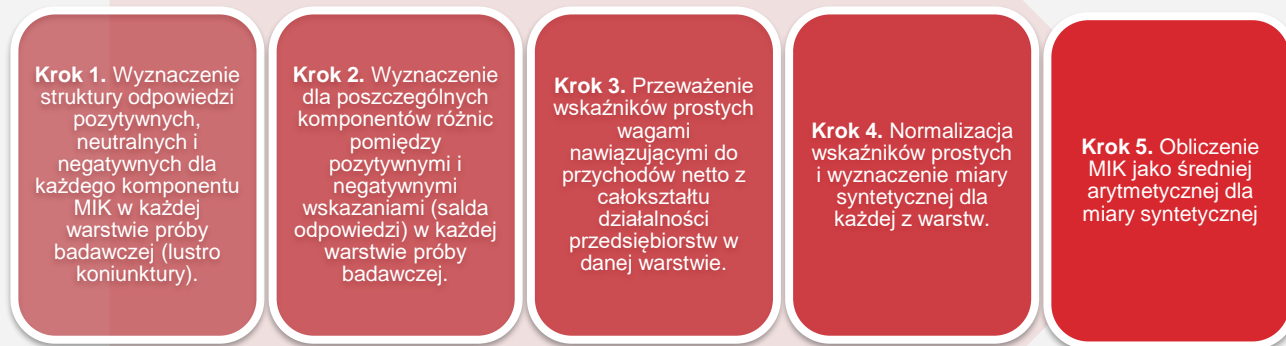 Krok 1. Wyznaczenie
struktury odpowiedzi
pozytywnych,
neutralnych i
negatywnych dla
każdego komponentu
MIK w każdej
warstwie próby
badawczej (lustro
koniunktury).
Krok 2. Wyznaczenie
dla poszczególnych
komponentów różnic
pomiędzy
pozytywnymi i
negatywnymi
wskazaniami (salda
odpowiedzi) w każdej
warstwie próby
badawczej.
Krok 3. Przeważenie
wskaźników prostych
wagami
nawiązującymi do
przychodów netto z
całokształtu
działalności
przedsiębiorstw w
danej warstwie.
Krok 4. Normalizacja
wskaźników prostych
i wyznaczenie miary
syntetycznej dla
każdej z warstw.
Krok 5. Obliczenie
MIK jako średniej
arytmetycznej dla
miary syntetycznej